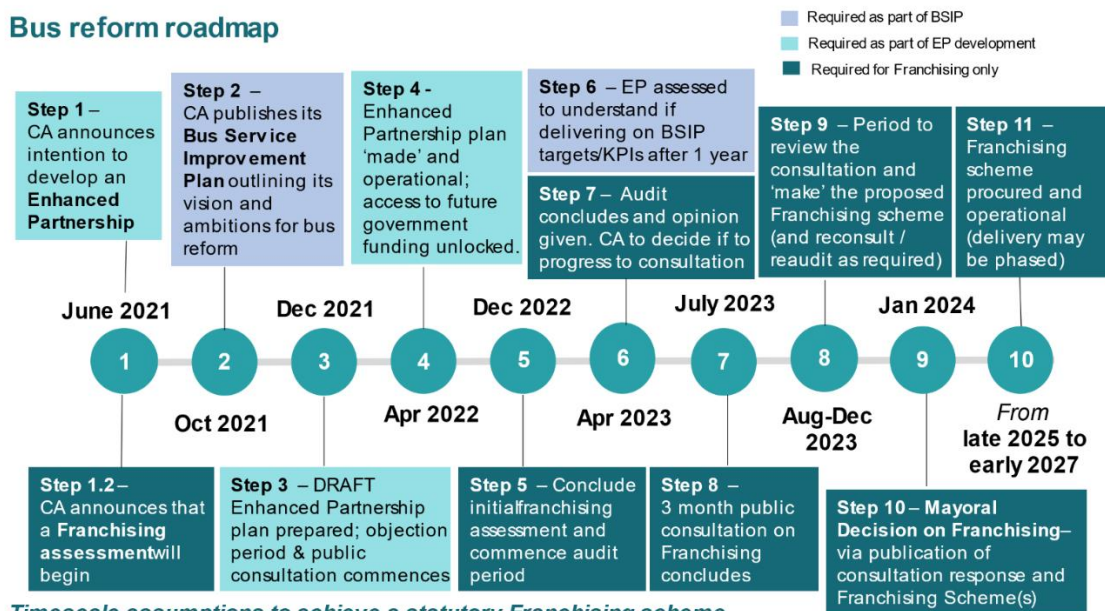 Bus reform roadmap
Required as part of BSIP
Required as part of EP development
Required for Franchising only
Step 1 –
CA announces
intention to
develop an
Enhanced
Partnership
Step 2 –
CA publishes its
Bus Service
Improvement
Plan outlining its
vision and
ambitions for bus
reform
Step 4 -
Enhanced
Partnership plan
'made' and
operational;
access to future
government
funding unlocked.
Step 6 – EP assessed
to understand if
delivering on BSIP
targets/KPIs after 1 year
Step 7 – Audit
concludes and opinion
given. CA to decide if to
progress to consultation
Step 9 – Period to
review the
consultation and
'make' the proposed
Franchising scheme
(and reconsult /
reaudit as required)
Step 11 –
Franchising
scheme
procured and
operational
(delivery may
be phased)
June 2021
Dec 2021
Dec 2022
July 2023
Jan 2024
1
2
3
4
5
6
7
8
9
10
Oct 2021
Apr 2022
Apr 2023
Aug-Dec
2023
From
late 2025 to
early 2027
Step 1.2 –
CA announces that
a Franchising
assessmentwill
begin
Step 3 – DRAFT
Enhanced Partnership
plan prepared; objection
period & public
consultation commences
Step 5 – Conclude
initialfranchising
assessment and
commence audit
period
Step 8 –
3 month public
consultation on
Franchising
concludes
Step 10 – Mayoral
Decision on Franchising–
via publication of
consultation response and
Franchising Scheme(s)
Timescale assumptions to achieve a statutory Franchising scheme